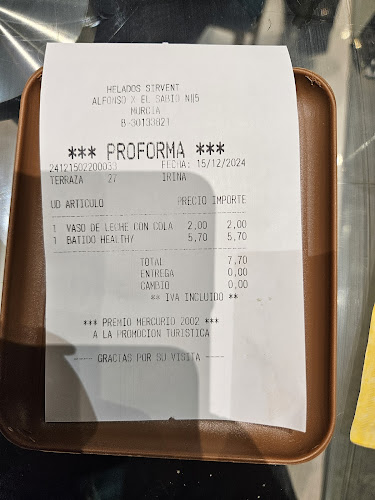 HELADOS SIRVENT
ALFONSO X EL SABIO Nº5
MURCIA
B-30133821
*** PROFORMA ***
2412150220003 FECHA: 15/12/2024
TERRAZA 27 IRINA
UD ARTICULO PRECIO IMPORTE
1 VASO DE LECHE CON COLA 2,00 2,00
1 BATIDO HEALTHY 5,70 5,70
TOTAL 7,70
ENTREGA 0,00
CAMBIO 0,00
** IVA INCLUIDO **
*** PREMIO MERCURIO 2002 ***
A LA PROMOCION TURISTICA
---- GRACIAS POR SU VISITA ----